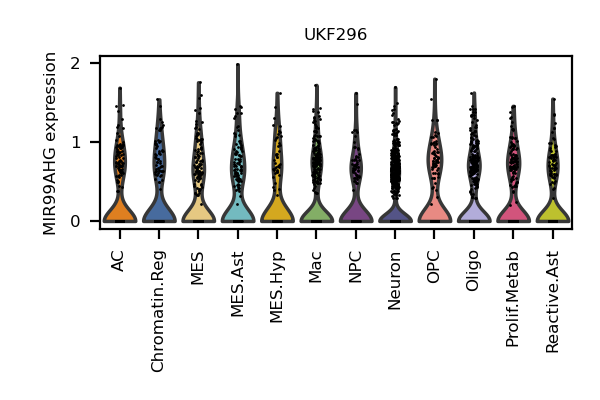 UKF296
MIR99AHG expression
2
1
0
AC
Chromatin.Reg
MES
MES.Ast
MES.Hyp
Mac
NPC
Neuron
OPC
Oligo
Prolif.Metab
Reactive.Ast